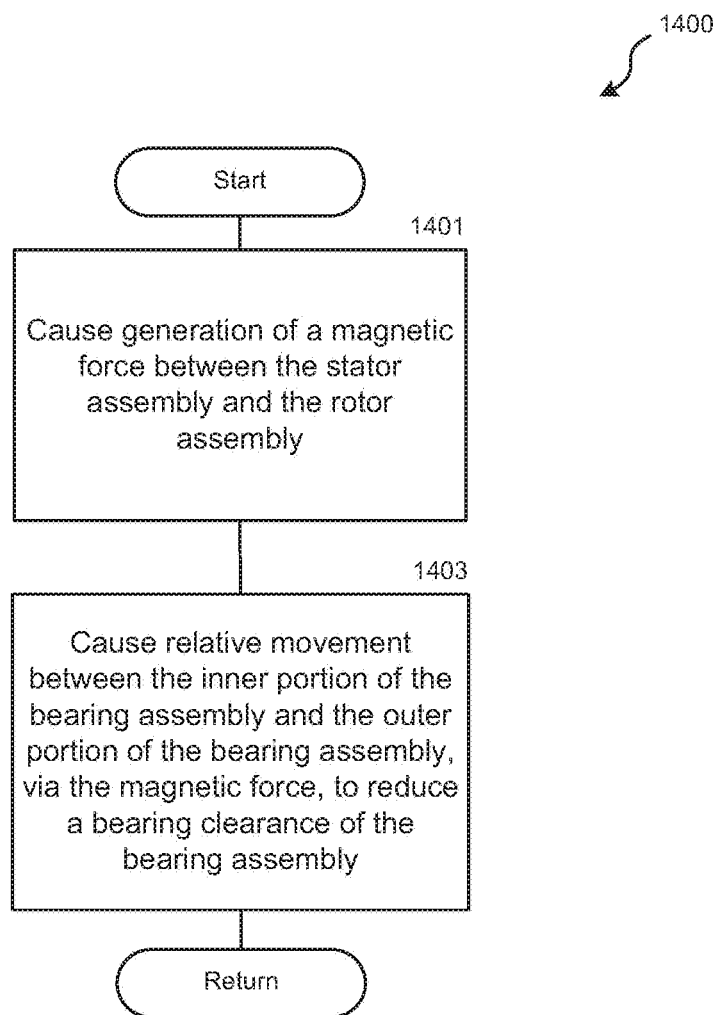 1400
Start
1401
Cause generation of a magnetic
force between the stator
assembly and the rotor
assembly
1403
Cause relative movement
between the inner portion of the
bearing assembly and the outer
portion of the bearing assembly,
via the magnetic force, to reduce
a bearing clearance of the
bearing assembly
Return